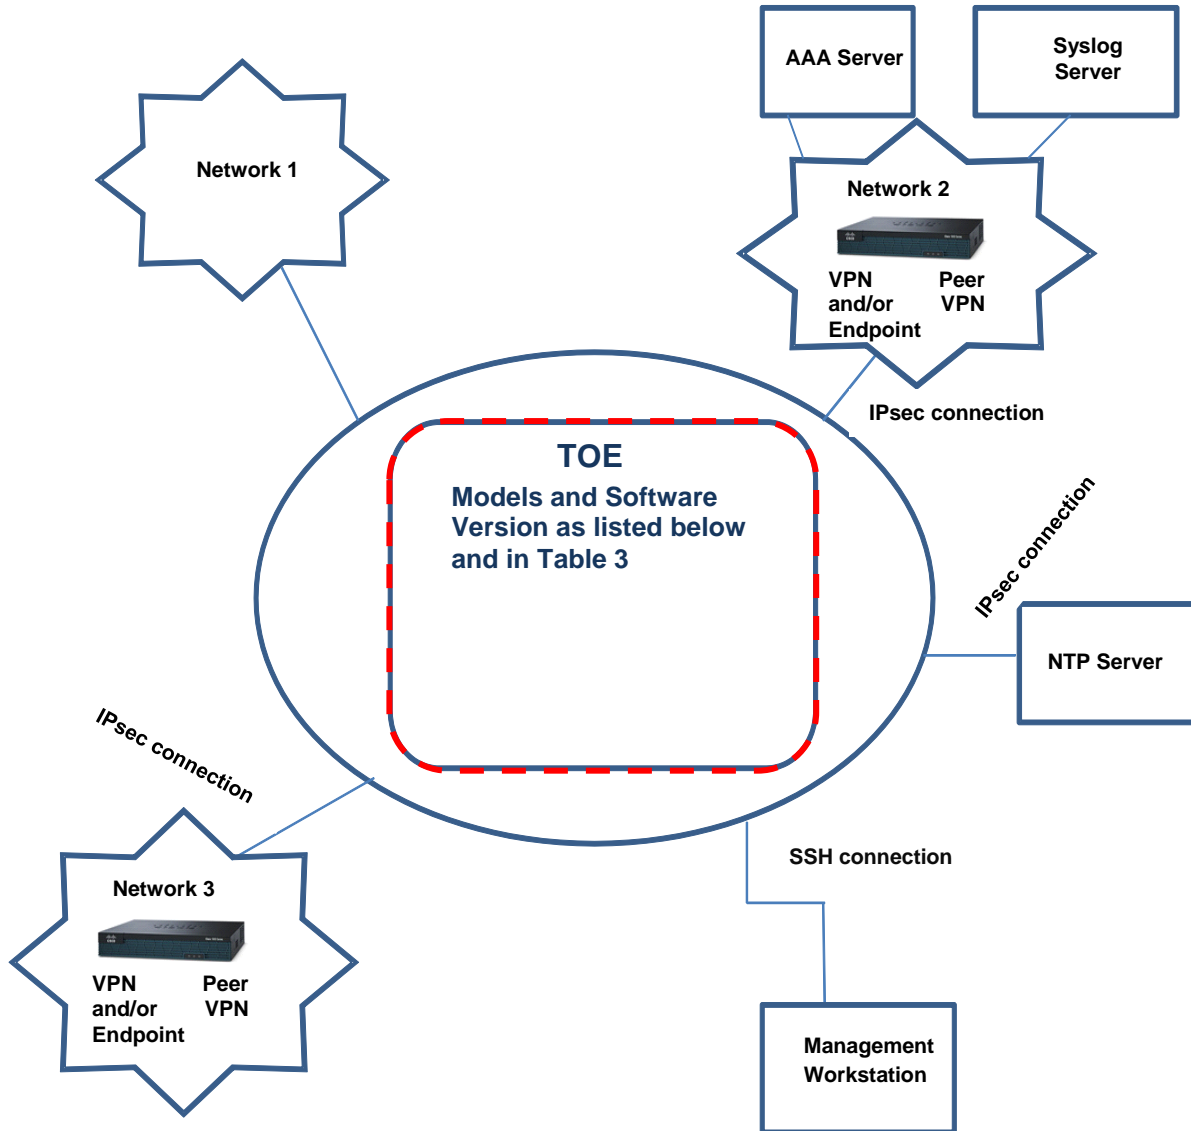 AAA Server
Syslog
Server
Network 1
Network 2
VPN
and/or
Endpoint
Peer
VPN
IPsec connection
TOE
Models and Software
Version as listed below
and in Table 3
IPsec connection
NTP Server
IPsec connection
SSH connection
Network 3
VPN
and/or
Endpoint
Peer
VPN
Management
Workstation